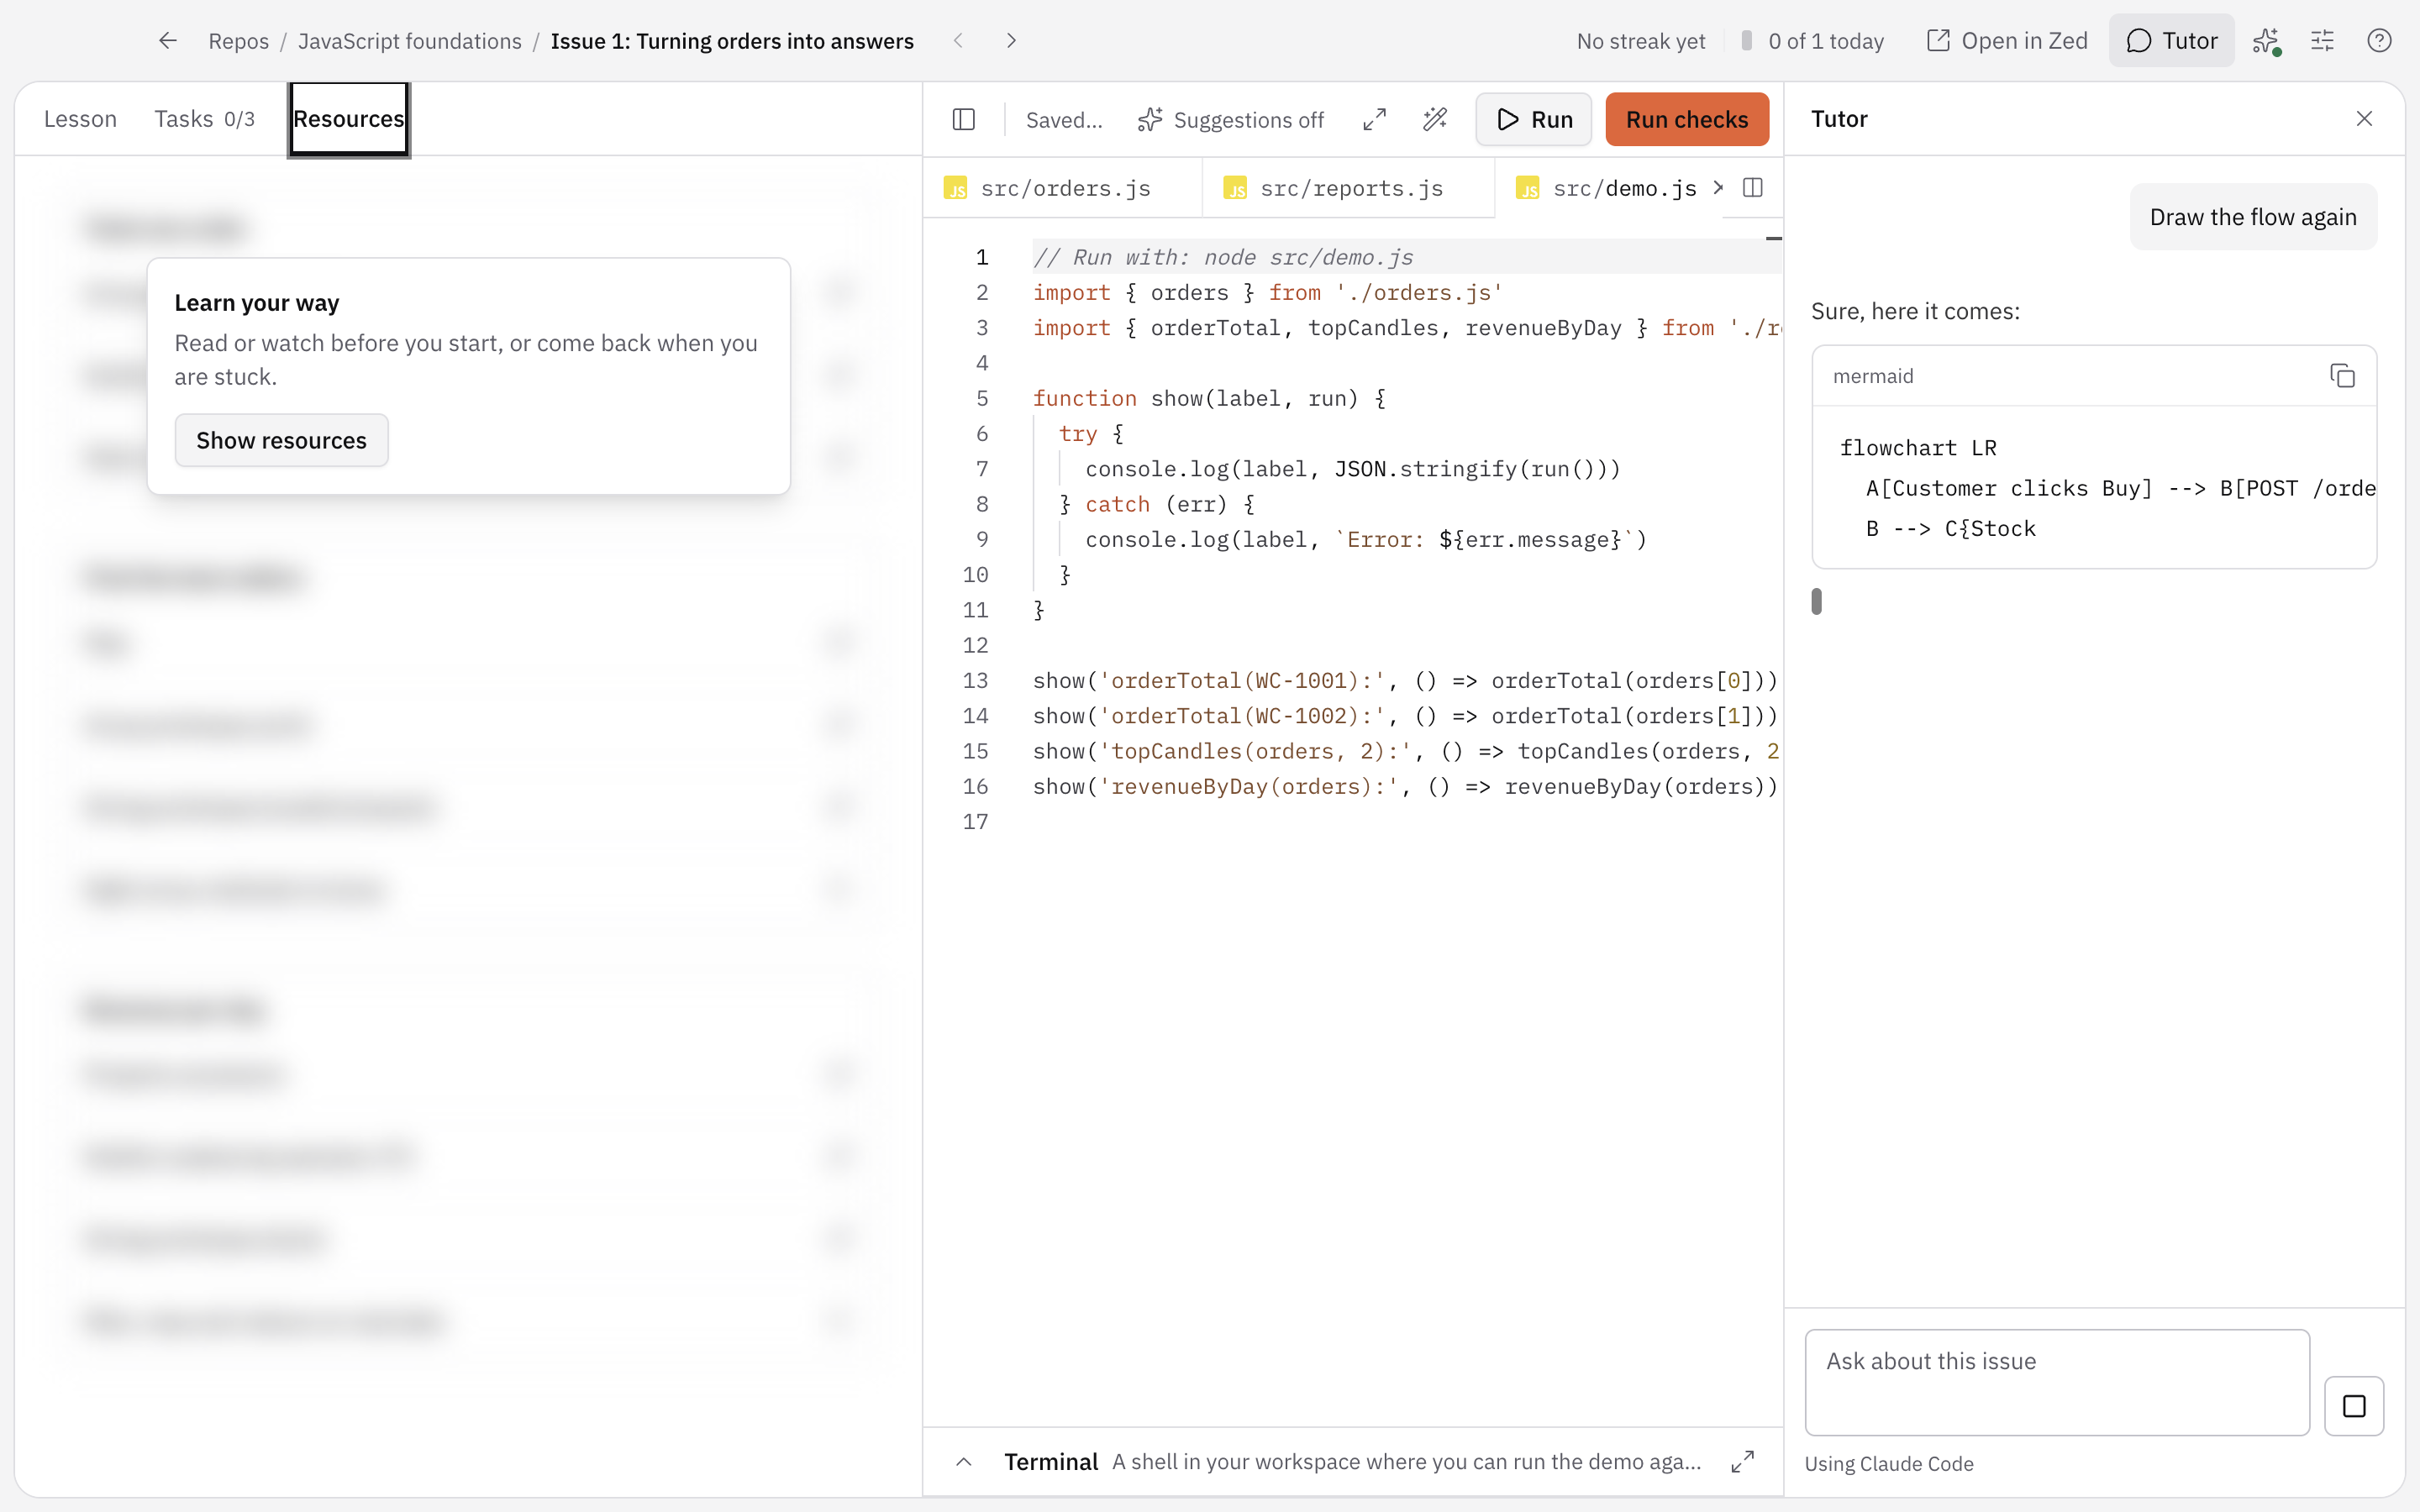 Repos / JavaScript foundations / Issue 1: Turning orders into answers
No streak yet
0 of 1 today
Open in Zed
Tutor
Lesson
Tasks 0/3
Resources
Learn your way
Read or watch before you start, or come back when you
are stuck.
Show resources
Saved...
Suggestions off
Run
Run checks
JS src/orders.js
JS src/reports.js
JS src/demo.js
1 // Run with: node src/demo.js
2 import { orders } from './orders.js'
3 import { orderTotal, topCandles, revenueByDay } from './r
4
5 function show(label, run) {
6 try {
7 console.log(label, JSON.stringify(run()))
8 } catch (err) {
9 console.log(label, `Error: ${err.message}`)
10 }
11 }
12
13 show('orderTotal(WC-1001):', () => orderTotal(orders[0]))
14 show('orderTotal(WC-1002):', () => orderTotal(orders[1]))
15 show('topCandles(orders, 2):', () => topCandles(orders, 2
16 show('revenueByDay(orders):', () => revenueByDay(orders))
17
Terminal A shell in your workspace where you can run the demo aga...
Tutor
Draw the flow again
Sure, here it comes:
mermaid
flowchart LR
A[Customer clicks Buy] --> B[POST /orde
B --> C{Stock
Ask about this issue
Using Claude Code